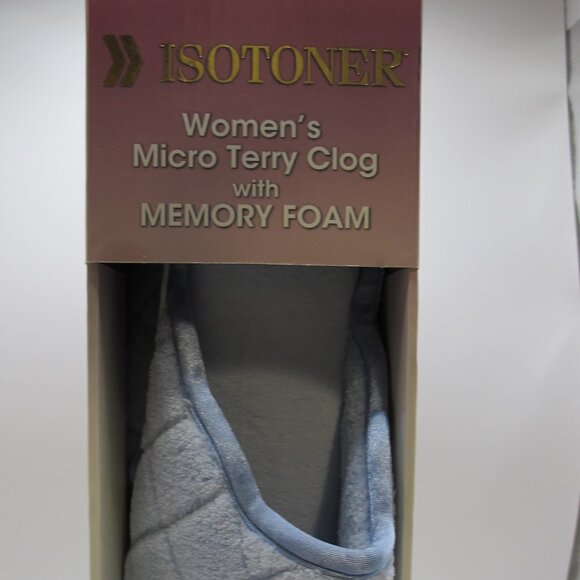 ISOTONER
Women's
Micro Terry Clog
with
MEMORY FOAM